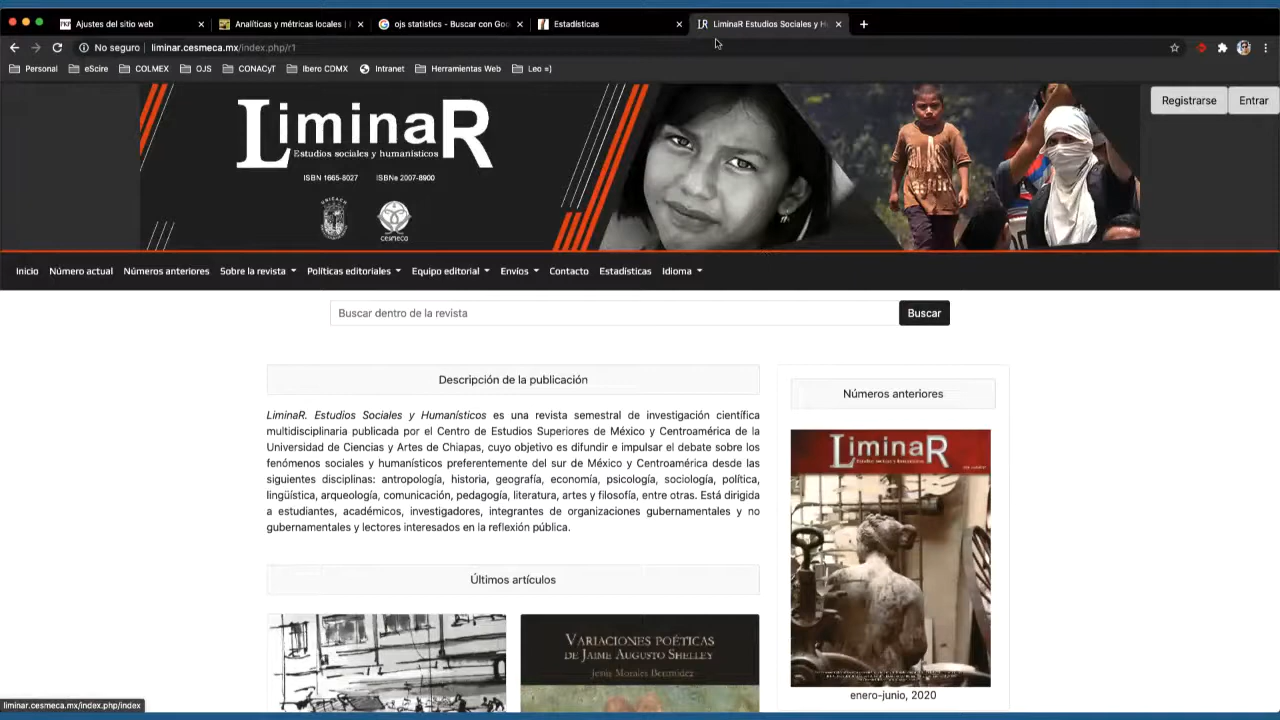 Ajustes del sitio web
Analíticas y métricas locales |
ojs statistics - Buscar con Goo
Estadísticas
LR LiminaR Estudios Sociales y Hu
No seguro | liminar.cesmeca.mx/index.php/r1
Personal eScire COLMEX OJS CONACyT Ibero CDMX Intranet Herramientas Web Leo =)
Registrarse Entrar
LiminaR
Estudios sociales y humanísticos
ISBN 1665-8027 ISBNe 2007-8900
UNICACH
cesmeca
Inicio Número actual Números anteriores Sobre la revista Políticas editoriales Equipo editorial Envíos Contacto Estadísticas Idioma
Buscar dentro de la revista Buscar
Descripción de la publicación
LiminaR. Estudios Sociales y Humanísticos es una revista semestral de investigación científica
multidisciplinaria publicada por el Centro de Estudios Superiores de México y Centroamérica de la
Universidad de Ciencias y Artes de Chiapas, cuyo objetivo es difundir e impulsar el debate sobre los
fenómenos sociales y humanísticos preferentemente del sur de México y Centroamérica desde las
siguientes disciplinas: antropología, historia, geografía, economía, psicología, sociología, política,
lingüística, arqueología, comunicación, pedagogía, literatura, artes y filosofía, entre otras. Está dirigida
a estudiantes, académicos, investigadores, integrantes de organizaciones gubernamentales y no
gubernamentales y lectores interesados en la reflexión pública.
Últimos artículos
VARIACIONES POÉTICAS
DE JAIME AUGUSTO SHELLEY
Jesús Morales Bermúdez
Números anteriores
LiminaR
enero-junio, 2020
liminar.cesmeca.mx/index.php/index